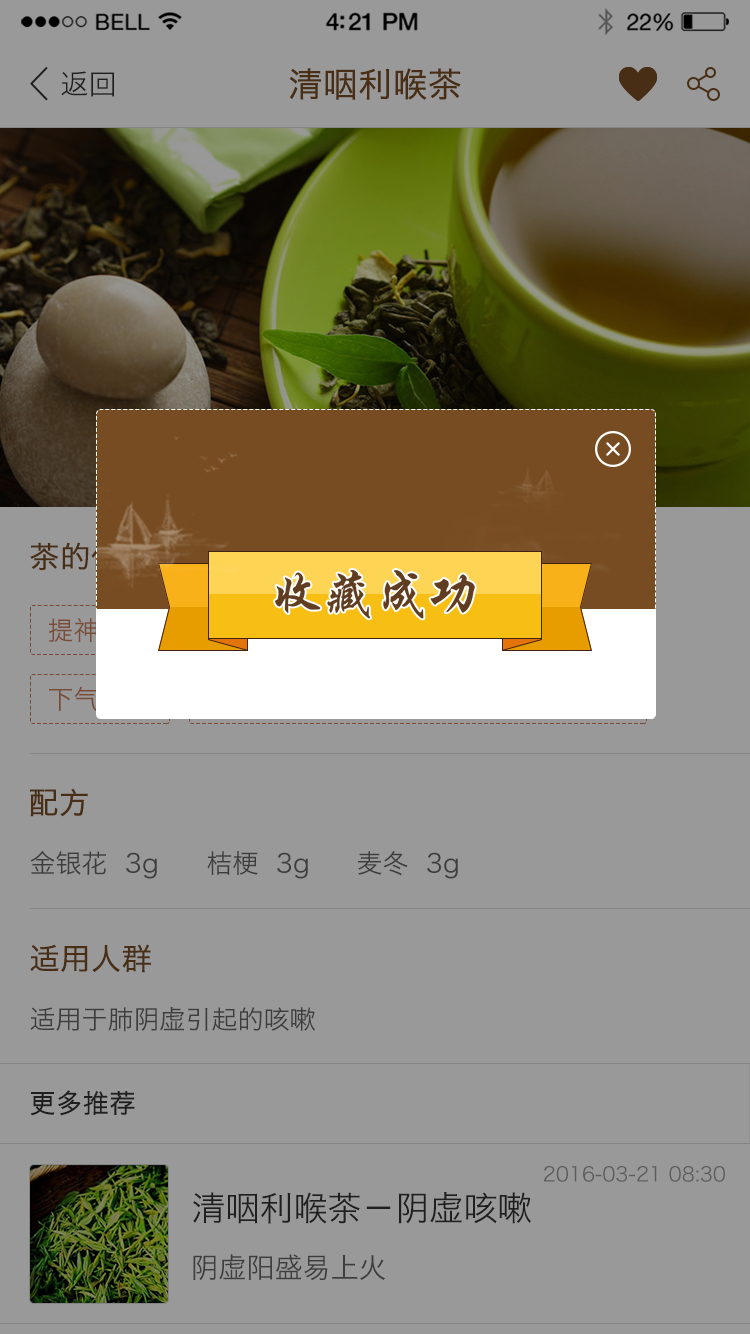 BELL 4:21 PM 22%
返回 清咽利喉茶
收藏成功
茶的
提神
下气
配方
金银花 3g 桔梗 3g 麦冬 3g
适用人群
适用于肺阴虚引起的咳嗽
更多推荐
2016-03-21 08:30
清咽利喉茶－阴虚咳嗽
阴虚阳盛易上火